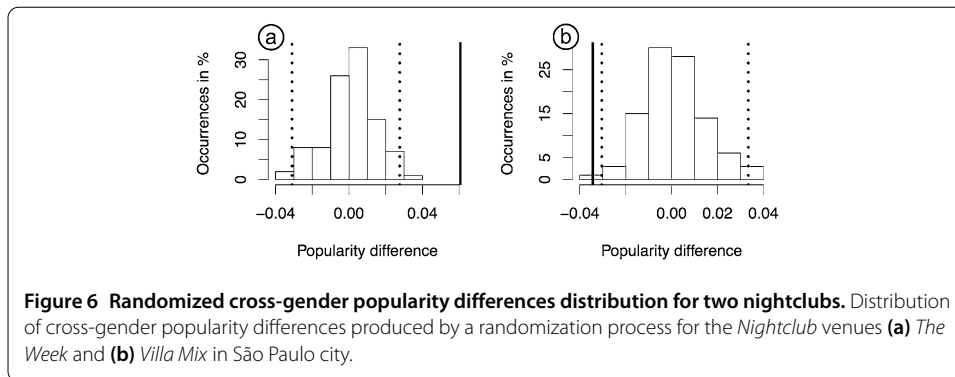 a
b
Occurrences in %
0 10 20 30
−0.04 0.00 0.04
Popularity difference
Occurrences in %
0 5 15 25
−0.04 0.00 0.02 0.04
Popularity difference
Figure 6 Randomized cross-gender popularity differences distribution for two nightclubs. Distribution
of cross-gender popularity differences produced by a randomization process for the Nightclub venues (a) The
Week and (b) Villa Mix in São Paulo city.